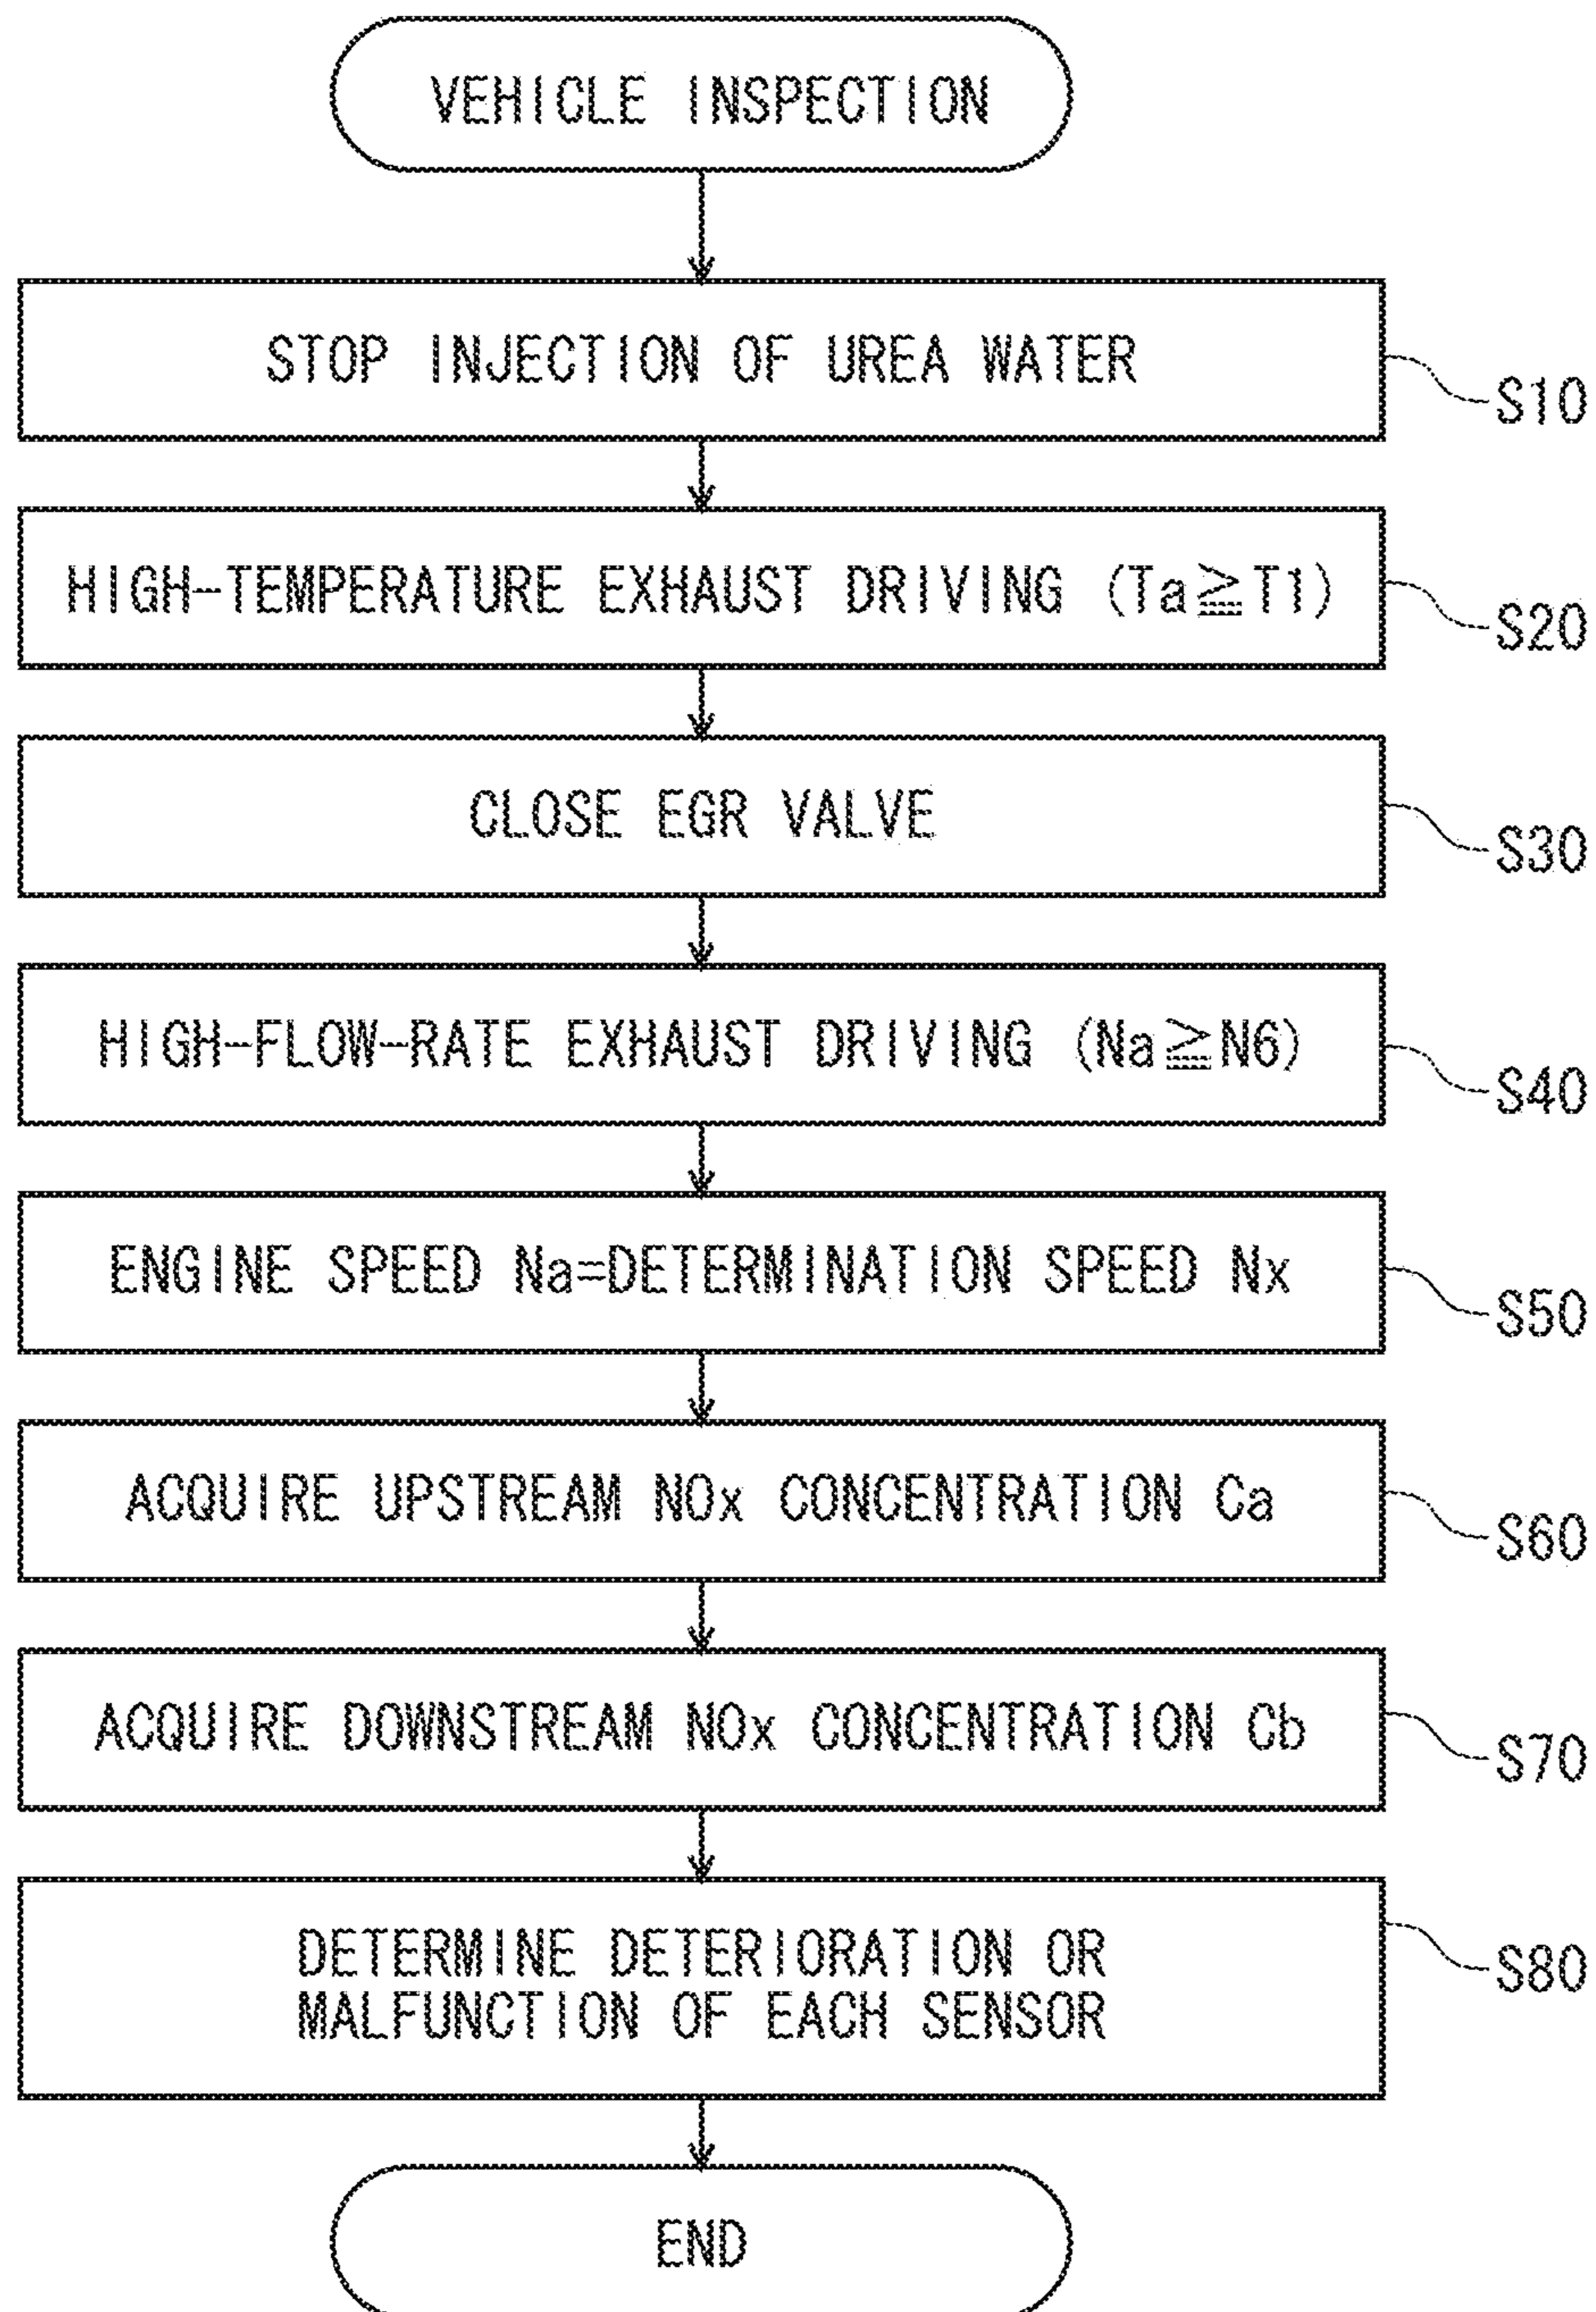 VEHICLE INSPECTION
STOP INJECTION OF UREA WATER
S10
HIGH-TEMPERATURE EXHAUST DRIVING (Ta≧T1)
S20
CLOSE EGR VALVE
S30
HIGH-FLOW-RATE EXHAUST DRIVING (Na≧N6)
S40
ENGINE SPEED Na=DETERMINATION SPEED Nx
S50
ACQUIRE UPSTREAM NOx CONCENTRATION Ca
S60
ACQUIRE DOWNSTREAM NOx CONCENTRATION Cb
S70
DETERMINE DETERIORATION OR
MALFUNCTION OF EACH SENSOR
S80
END